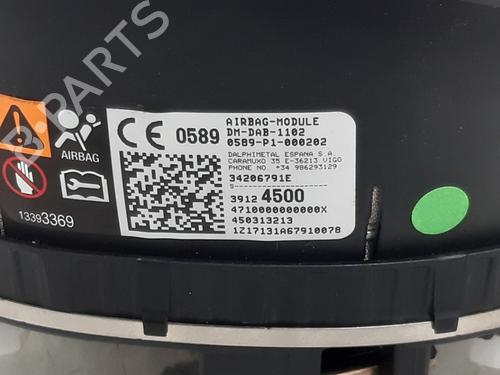 B-PARTS
AIRBAG
13393369
CE 0589
AIRBAG-MODULE
DM-DAB-1102
0589-P1-000202
DALPHIMETAL ESPANA S.A
CARAMUXO 35 E-36213 VIGO
PHONE NO +34 986293129
34206791E
S
3912 4500
4710000000000X
450313213
1Z17131A67910078